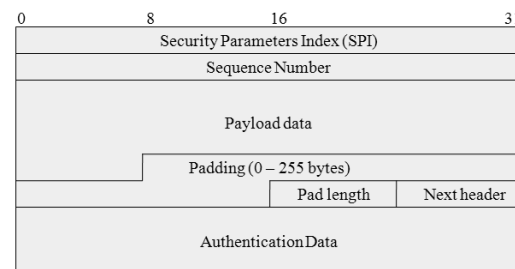 0 8 16 3
Security Parameters Index (SPI)
Sequence Number
Payload data
Padding (0 – 255 bytes)
Pad length Next header
Authentication Data